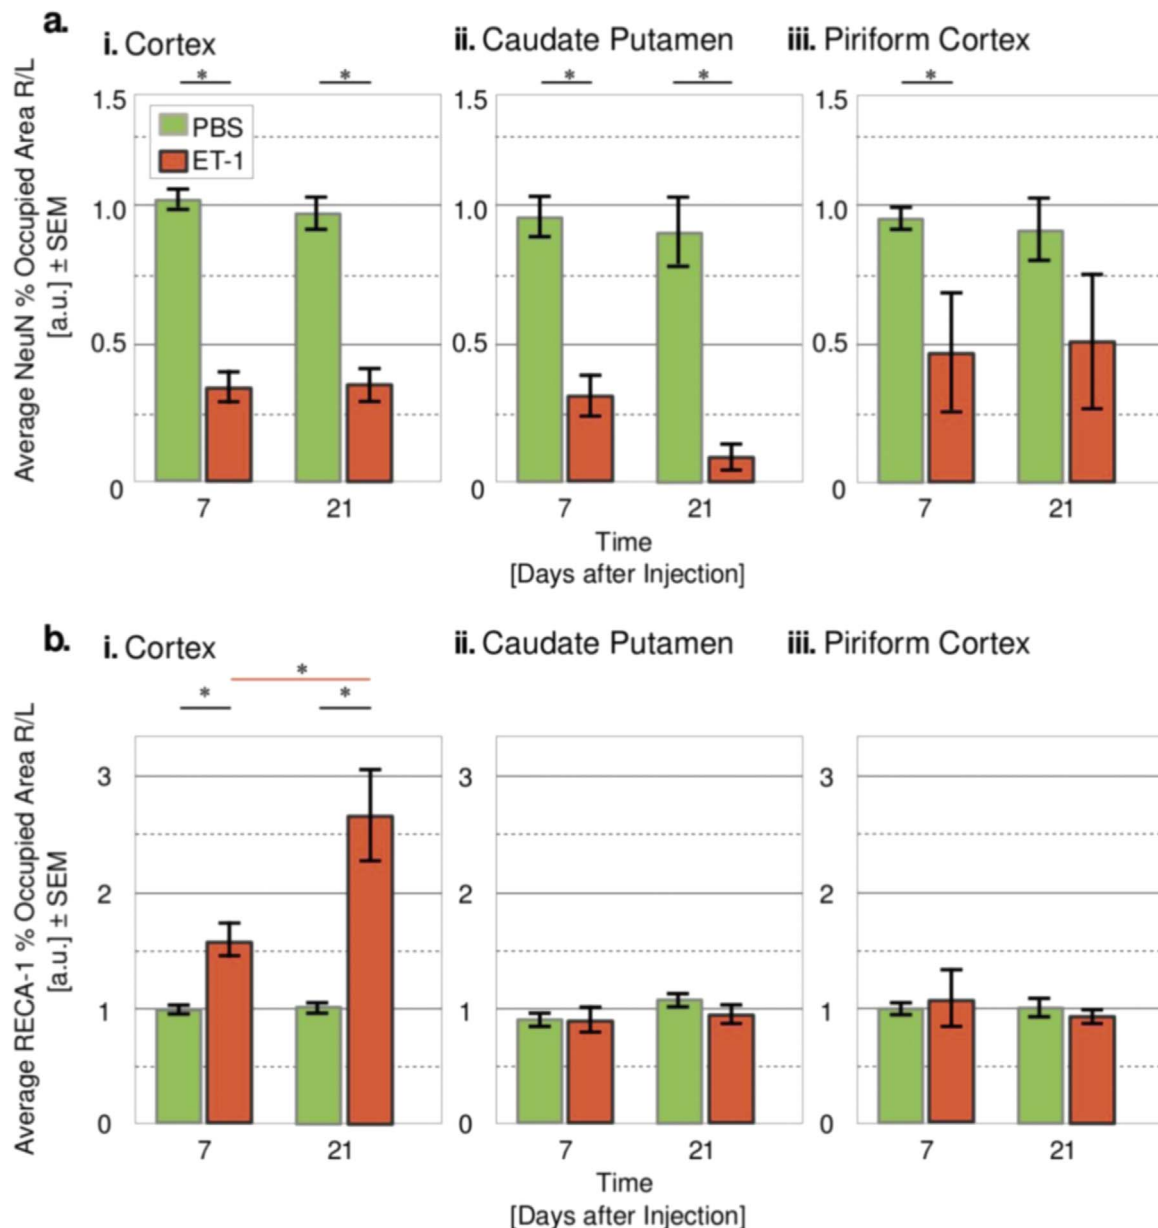 a.
i. Cortex
ii. Caudate Putamen
iii. Piriform Cortex
* * * * *
Average NeuN % Occupied Area R/L
[a.u.] ± SEM
1.5 1.5 1.5
PBS
ET-1
1.0 1.0 1.0
0.5 0.5 0.5
0 0 0
7 21 7 21 7 21
Time
[Days after Injection]
b.
i. Cortex
ii. Caudate Putamen
iii. Piriform Cortex
*
* *
Average RECA-1 % Occupied Area R/L
[a.u.] ± SEM
3 3 3
2 2 2
1 1 1
0 0 0
7 21 7 21 7 21
Time
[Days after Injection]